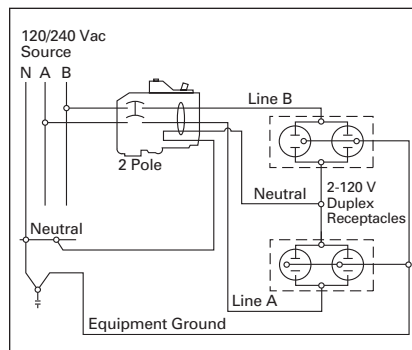 120/240 Vac
Source
N A B
Line B
2 Pole
Neutral
2-120 V
Duplex
Receptacles
Neutral
Line A
Equipment Ground